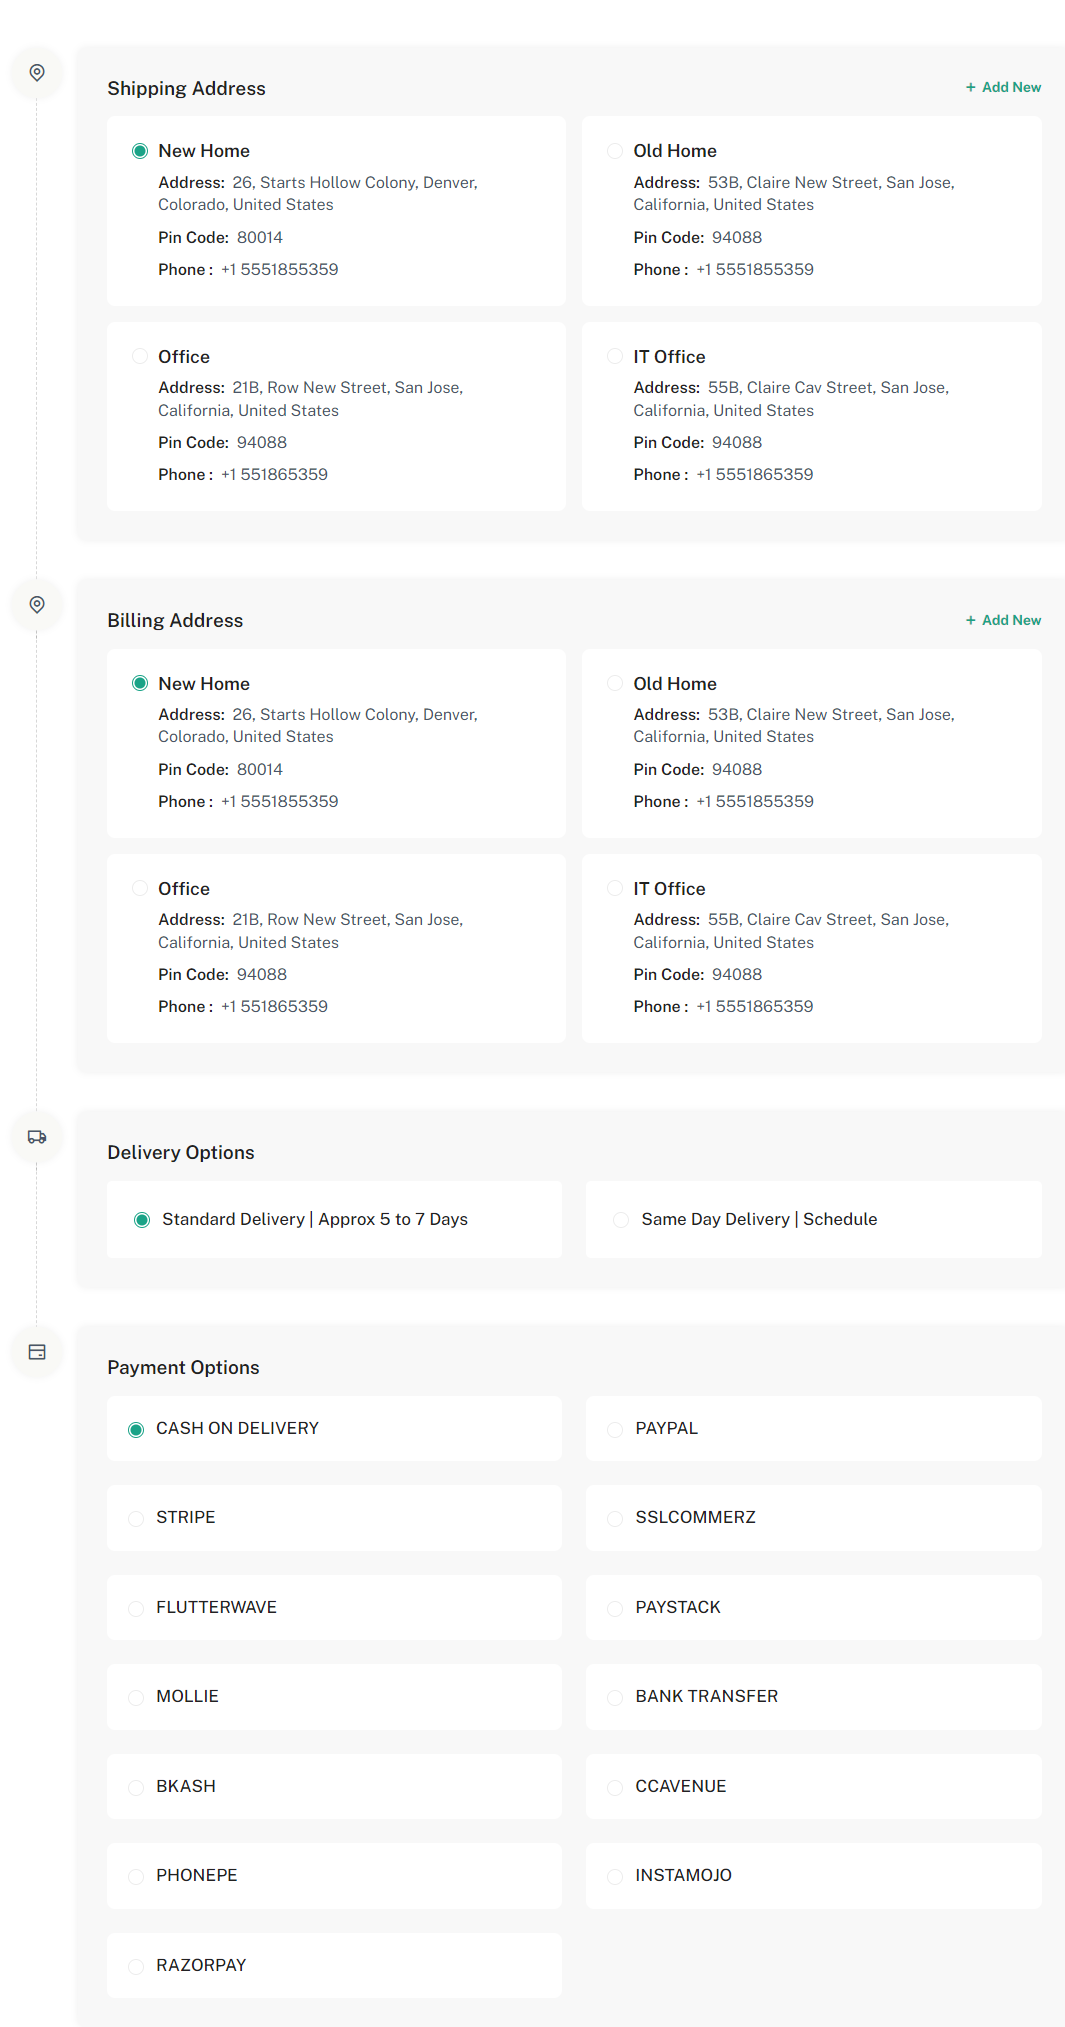 Shipping Address
+ Add New
New Home
Address: 26, Starts Hollow Colony, Denver,
Colorado, United States
Pin Code: 80014
Phone : +1 5551855359
Old Home
Address: 53B, Claire New Street, San Jose,
California, United States
Pin Code: 94088
Phone : +1 5551855359
Office
Address: 21B, Row New Street, San Jose,
California, United States
Pin Code: 94088
Phone : +1 551865359
IT Office
Address: 55B, Claire Cav Street, San Jose,
California, United States
Pin Code: 94088
Phone : +1 5551865359
Billing Address
+ Add New
New Home
Address: 26, Starts Hollow Colony, Denver,
Colorado, United States
Pin Code: 80014
Phone : +1 5551855359
Old Home
Address: 53B, Claire New Street, San Jose,
California, United States
Pin Code: 94088
Phone : +1 5551855359
Office
Address: 21B, Row New Street, San Jose,
California, United States
Pin Code: 94088
Phone : +1 551865359
IT Office
Address: 55B, Claire Cav Street, San Jose,
California, United States
Pin Code: 94088
Phone : +1 5551865359
Delivery Options
Standard Delivery | Approx 5 to 7 Days
Same Day Delivery | Schedule
Payment Options
CASH ON DELIVERY
PAYPAL
STRIPE
SSLCOMMERZ
FLUTTERWAVE
PAYSTACK
MOLLIE
BANK TRANSFER
BKASH
CCAVENUE
PHONEPE
INSTAMOJO
RAZORPAY